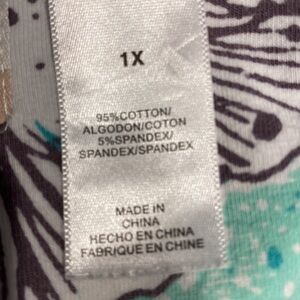 1X
95%COTTON/
ALGODON/COTON
5%SPANDEX/
SPANDEX/SPANDEX
MADE IN
CHINA
HECHO EN CHINA
FABRIQUE EN CHINE